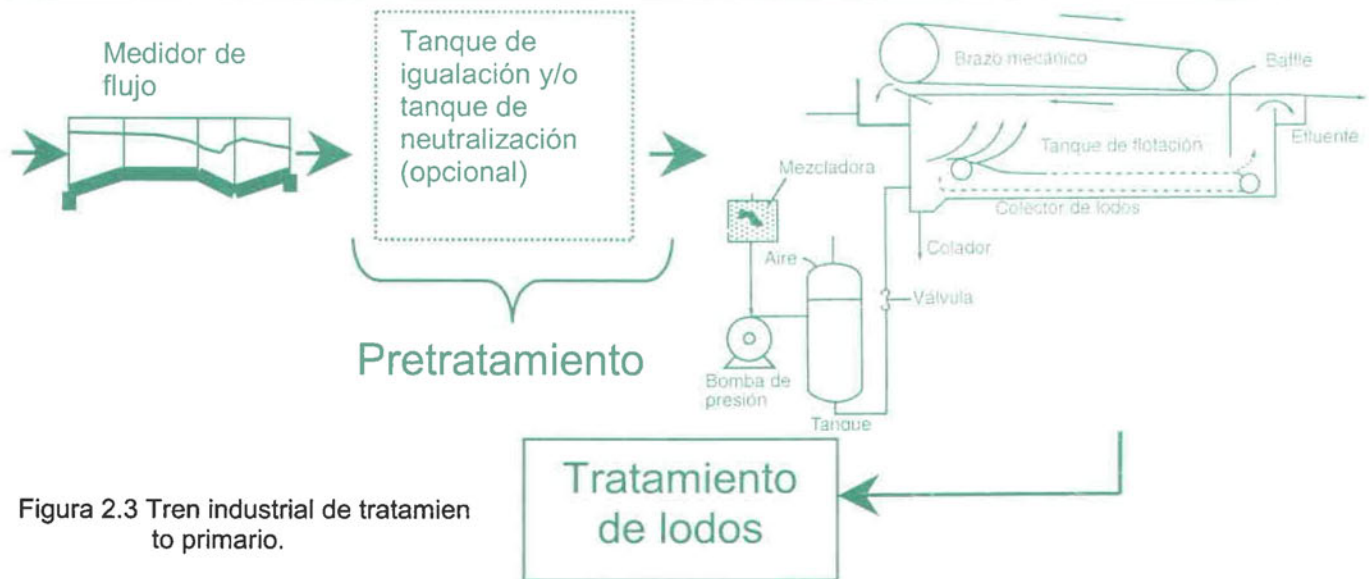 Medidor de
flujo
Tanque de
igualación y/o
tanque de
neutralización
(opcional)
Pretratamiento
Brazo mecánico
Baffle
Efluente
Tanque de flotación
Colector de lodos
Mezcladora
Colador
Aire
Válvula
Bomba de
presión
Tanque
Tratamiento
de lodos
Figura 2.3 Tren industrial de tratamien
to primario.